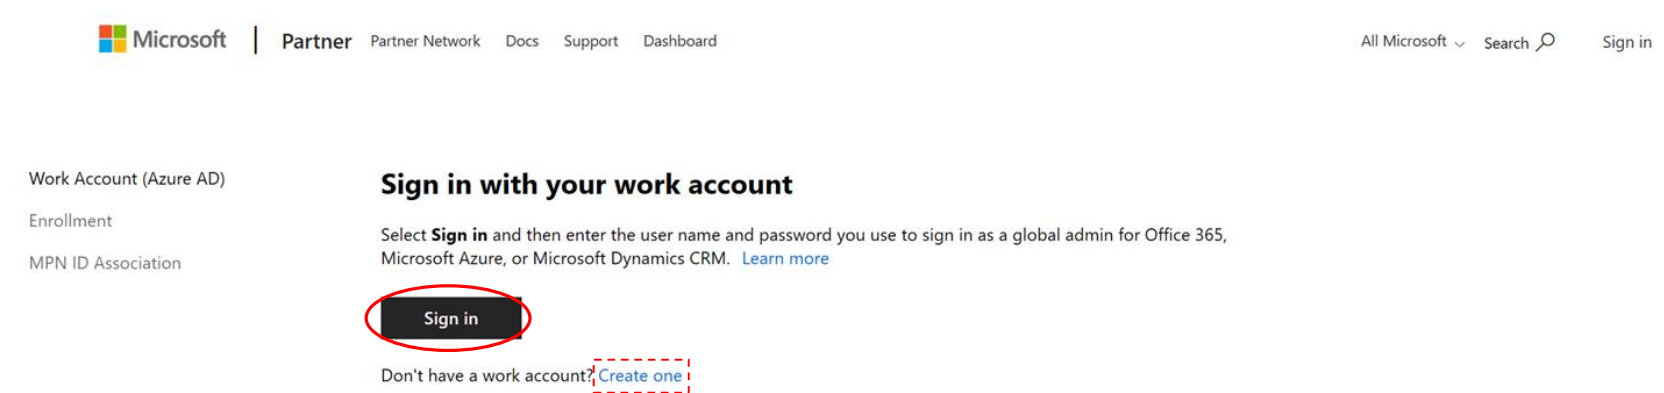 Microsoft | Partner Partner Network Docs Support Dashboard All Microsoft Search Sign in
Work Account (Azure AD)
Enrollment
MPN ID Association
Sign in with your work account
Select Sign in and then enter the user name and password you use to sign in as a global admin for Office 365,
Microsoft Azure, or Microsoft Dynamics CRM. Learn more
Sign in
Don't have a work account? Create one